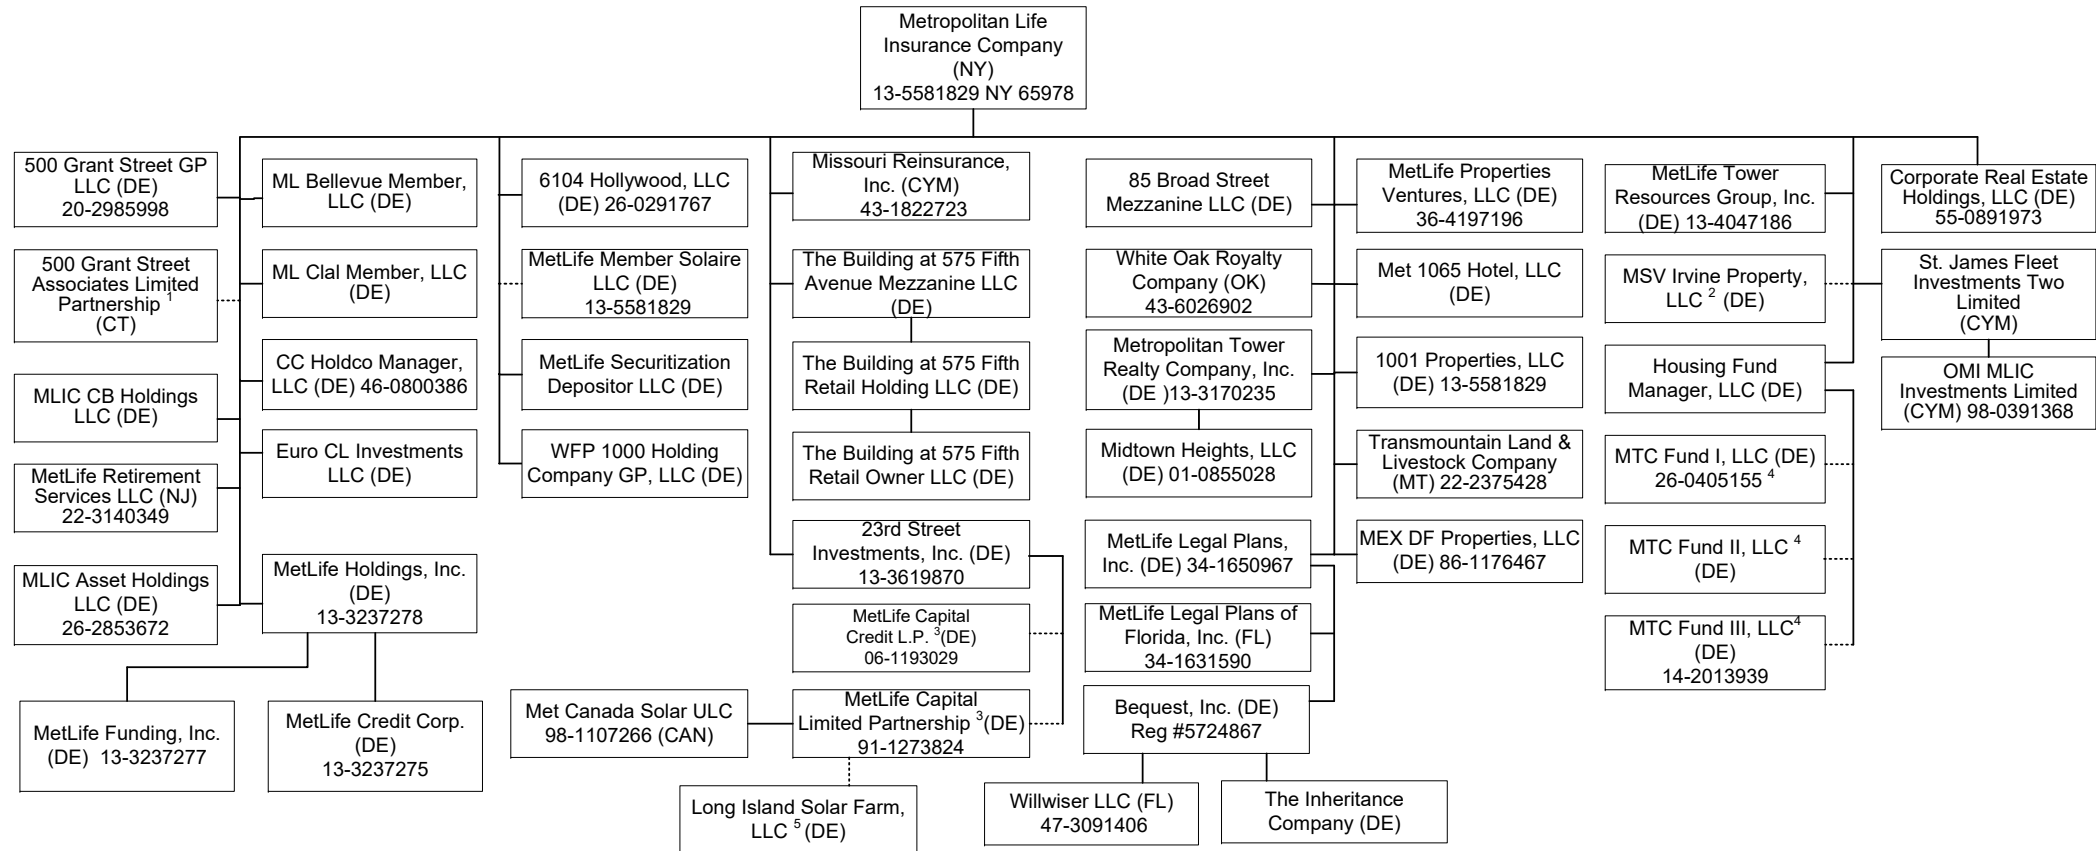 Metropolitan Life
Insurance Company
(NY)
13-5581829 NY 65978
500 Grant Street GP
LLC (DE)
20-2985998
500 Grant Street
Associates Limited
Partnership 1
(CT)
MLIC CB Holdings
LLC (DE)
MetLife Retirement
Services LLC (NJ)
22-3140349
MLIC Asset Holdings
LLC (DE)
26-2853672
ML Bellevue Member,
LLC (DE)
ML Clal Member, LLC
(DE)
CC Holdco Manager,
LLC (DE) 46-0800386
Euro CL Investments
LLC (DE)
MetLife Holdings, Inc.
(DE)
13-3237278
MetLife Funding, Inc.
(DE) 13-3237277
MetLife Credit Corp.
(DE)
13-3237275
6104 Hollywood, LLC
(DE) 26-0291767
MetLife Member Solaire
LLC (DE)
13-5581829
MetLife Securitization
Depositor LLC (DE)
WFP 1000 Holding
Company GP, LLC (DE)
Missouri Reinsurance,
Inc. (CYM)
43-1822723
The Building at 575 Fifth
Avenue Mezzanine LLC
(DE)
The Building at 575 Fifth
Retail Holding LLC (DE)
The Building at 575 Fifth
Retail Owner LLC (DE)
23rd Street
Investments, Inc. (DE)
13-3619870
MetLife Capital
Credit L.P. 3(DE)
06-1193029
MetLife Capital
Limited Partnership 3(DE)
91-1273824
Met Canada Solar ULC
98-1107266 (CAN)
Long Island Solar Farm,
LLC 5 (DE)
85 Broad Street
Mezzanine LLC (DE)
White Oak Royalty
Company (OK)
43-6026902
Metropolitan Tower
Realty Company, Inc.
(DE )13-3170235
Midtown Heights, LLC
(DE) 01-0855028
MetLife Legal Plans,
Inc. (DE) 34-1650967
MetLife Legal Plans of
Florida, Inc. (FL)
34-1631590
Bequest, Inc. (DE)
Reg #5724867
Willwiser LLC (FL)
47-3091406
The Inheritance
Company (DE)
MetLife Properties
Ventures, LLC (DE)
36-4197196
Met 1065 Hotel, LLC
(DE)
1001 Properties, LLC
(DE) 13-5581829
Transmountain Land &
Livestock Company
(MT) 22-2375428
MEX DF Properties, LLC
(DE) 86-1176467
MetLife Tower
Resources Group, Inc.
(DE) 13-4047186
MSV Irvine Property,
LLC 2 (DE)
Housing Fund
Manager, LLC (DE)
MTC Fund I, LLC (DE)
26-0405155 4
MTC Fund II, LLC 4
(DE)
MTC Fund III, LLC4
(DE)
14-2013939
Corporate Real Estate
Holdings, LLC (DE)
55-0891973
St. James Fleet
Investments Two
Limited
(CYM)
OMI MLIC
Investments Limited
(CYM) 98-0391368